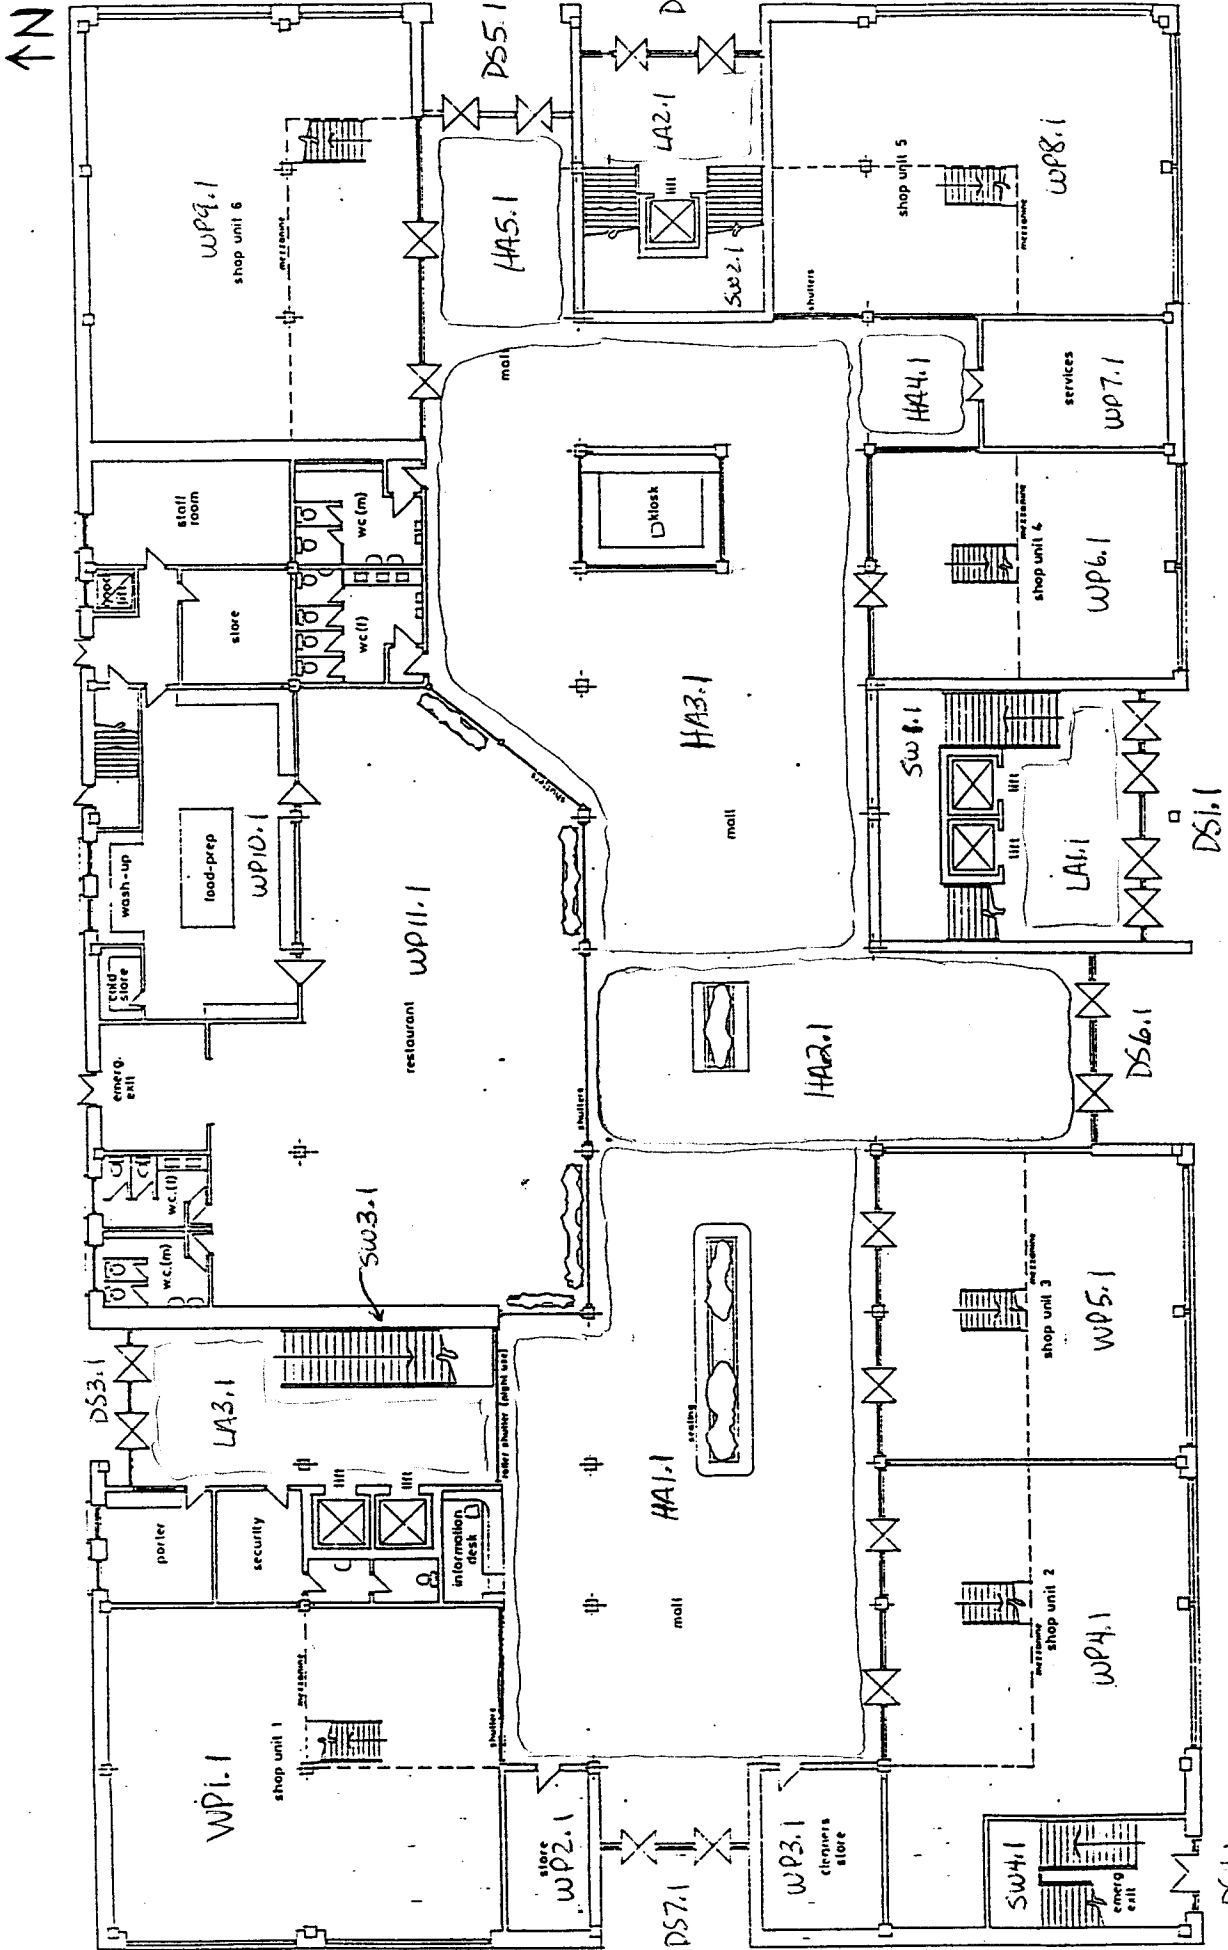 ↑N
WP1.1
shop unit 1
mezzanine
shutters
store
WP2.1
DS7.1
WP3.1
cleaners
store
SW4.1
emerg
exit
porter
security
lift
lift
information
desk
DS3.1
LA3.1
SW3.1
roller shutter (night use)
HA1.1
mall
seating
mezzanine
shop unit 2
WP4.1
mezzanine
shop unit 3
WP5.1
w.c.(m)
w.c.(f)
emerg.
exit
cold
store
wash-up
food-prep
WP10.1
restaurant
WP11.1
shutters
shutters
HA2.1
DS6.1
store
staff
room
wc(f)
wc(m)
HA3.1
mall
kiosk
mall
SW1.1
lift
lift
LA1.1
DS1.1
mezzanine
shop unit 4
WP6.1
HA4.1
services
WP7.1
WP9.1
shop unit 6
mezzanine
HA5.1
DS5.1
LA2.1
lift
SW2.1
shutters
shop unit 5
mezzanine
WP8.1